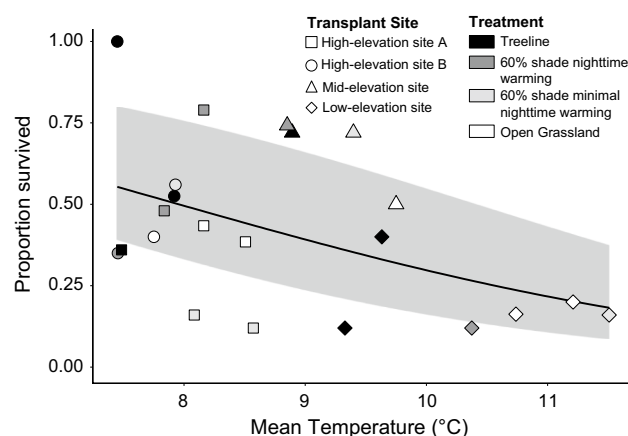 Transplant Site
High-elevation site A
High-elevation site B
Mid-elevation site
Low-elevation site
Treatment
Treeline
60% shade nighttime
warming
60% shade minimal
nighttime warming
Open Grassland
Proportion survived
1.00
0.75
0.50
0.25
0.00
8
9
10
11
Mean Temperature (°C)